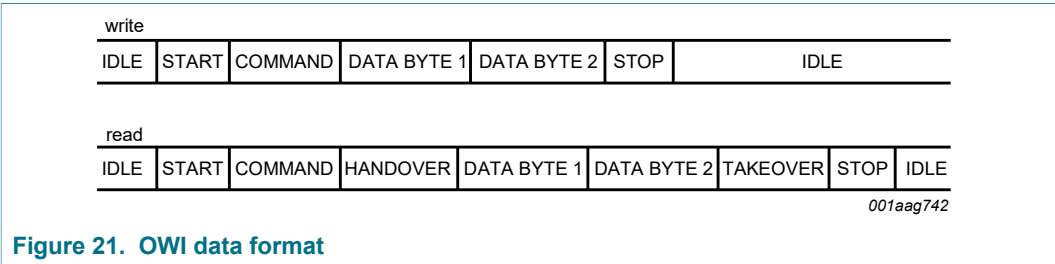 write
IDLE START COMMAND DATA BYTE 1 DATA BYTE 2 STOP IDLE
read
IDLE START COMMAND HANDOVER DATA BYTE 1 DATA BYTE 2 TAKEOVER STOP IDLE
001aag742
Figure 21. OWI data format